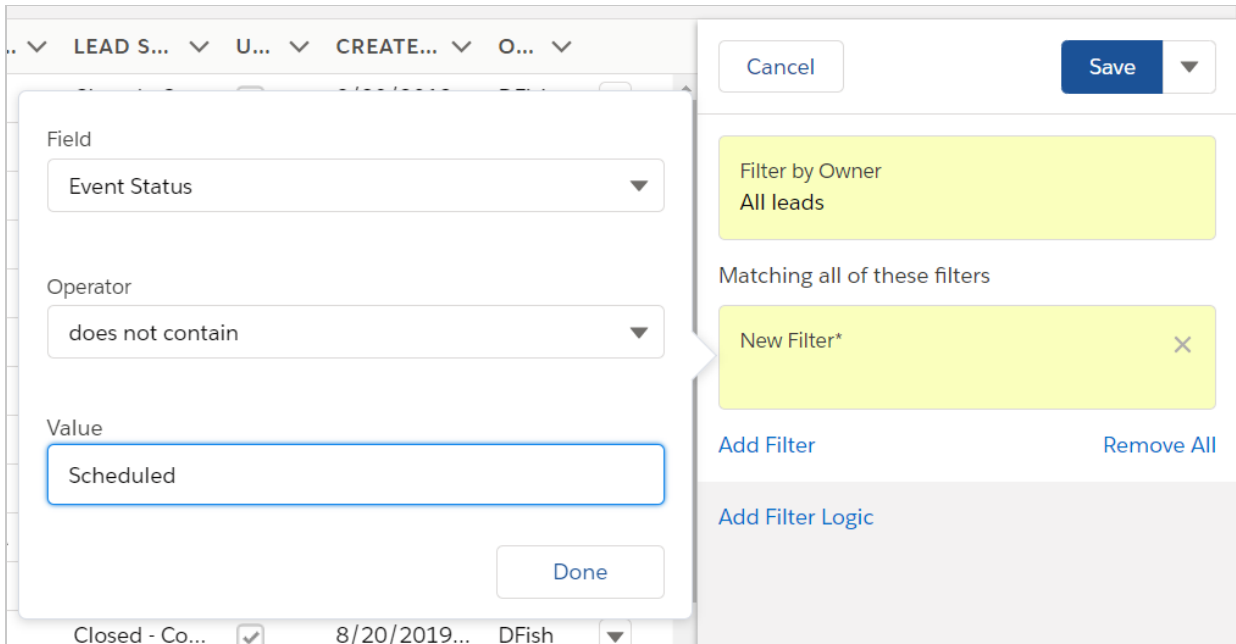 .. LEAD S... U... CREATE... O...
Cancel
Save
Field
Event Status
Filter by Owner
All leads
Matching all of these filters
Operator
does not contain
New Filter*
Value
Scheduled
Add Filter
Remove All
Add Filter Logic
Done
Closed - Co... 8/20/2019... DFish